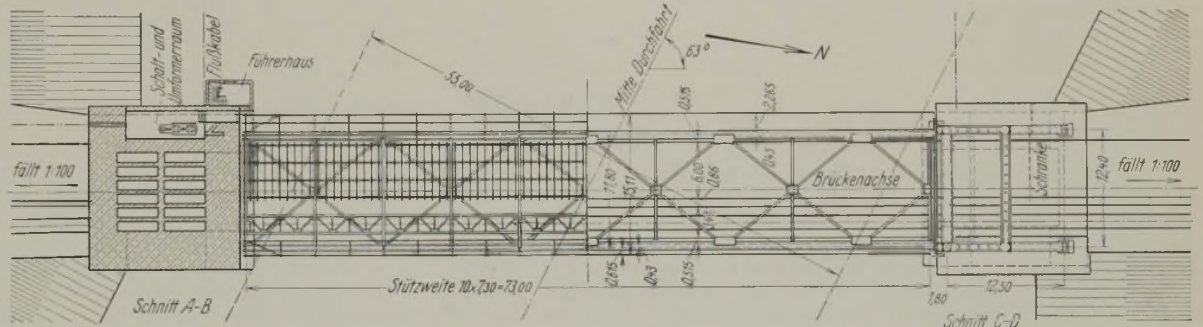 Schalt- und
Umformerraum
Flußkabel
Führerhaus
55,00
Mitte Durchfahrt
63°
N
0,515
2,265
fällt 1:100
11,80
15,11
6,00
0,86
0,43
Brückenachse
Schranke
12,40
fällt 1:100
0,615
0,43
0,515
Stützweite 10×7,30=73,00
1,80
12,50
Schnitt A-B
Schnitt C-D